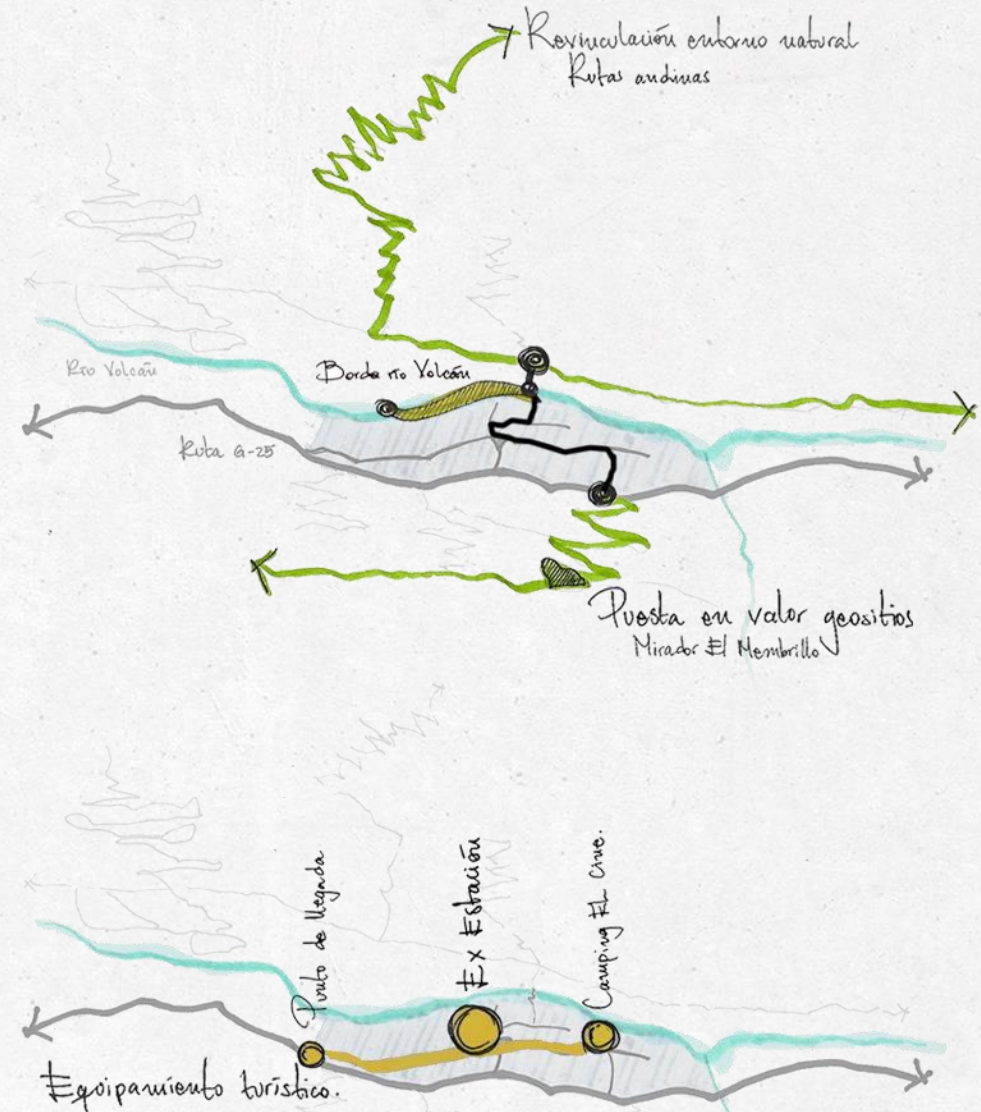 Revinculación entorno natural
Rutas andinas
Río Volcán
Borde río Volcán
Ruta G-25
Puesta en valor geositios
Mirador El Membrillo
Punto de llegada
Ex Estación
Camping El Cine.
Equipamiento turístico.